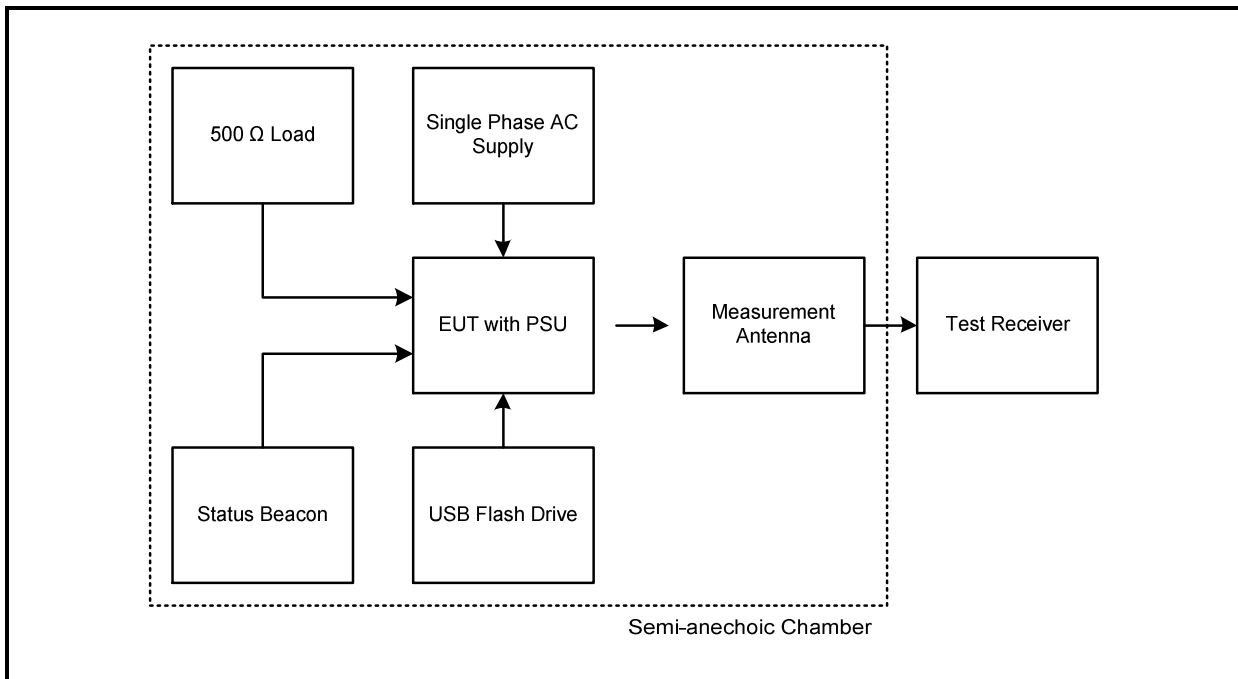 500 Ω Load
Single Phase AC
Supply
EUT with PSU
Measurement
Antenna
Test Receiver
Status Beacon
USB Flash Drive
Semi-anechoic Chamber